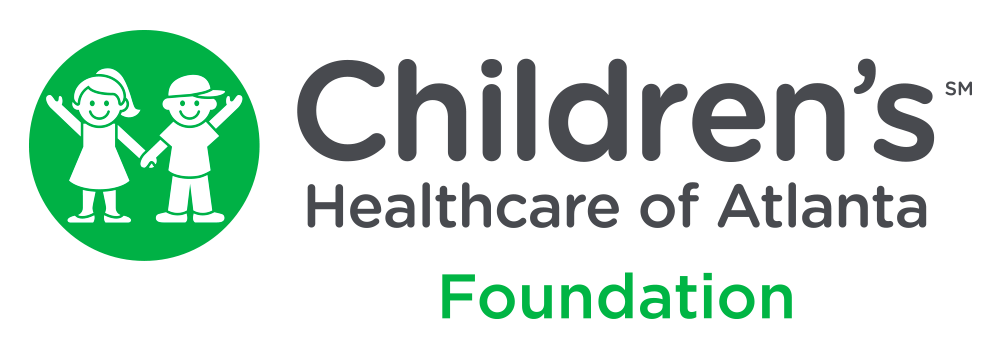 Children's℠
Healthcare of Atlanta
Foundation